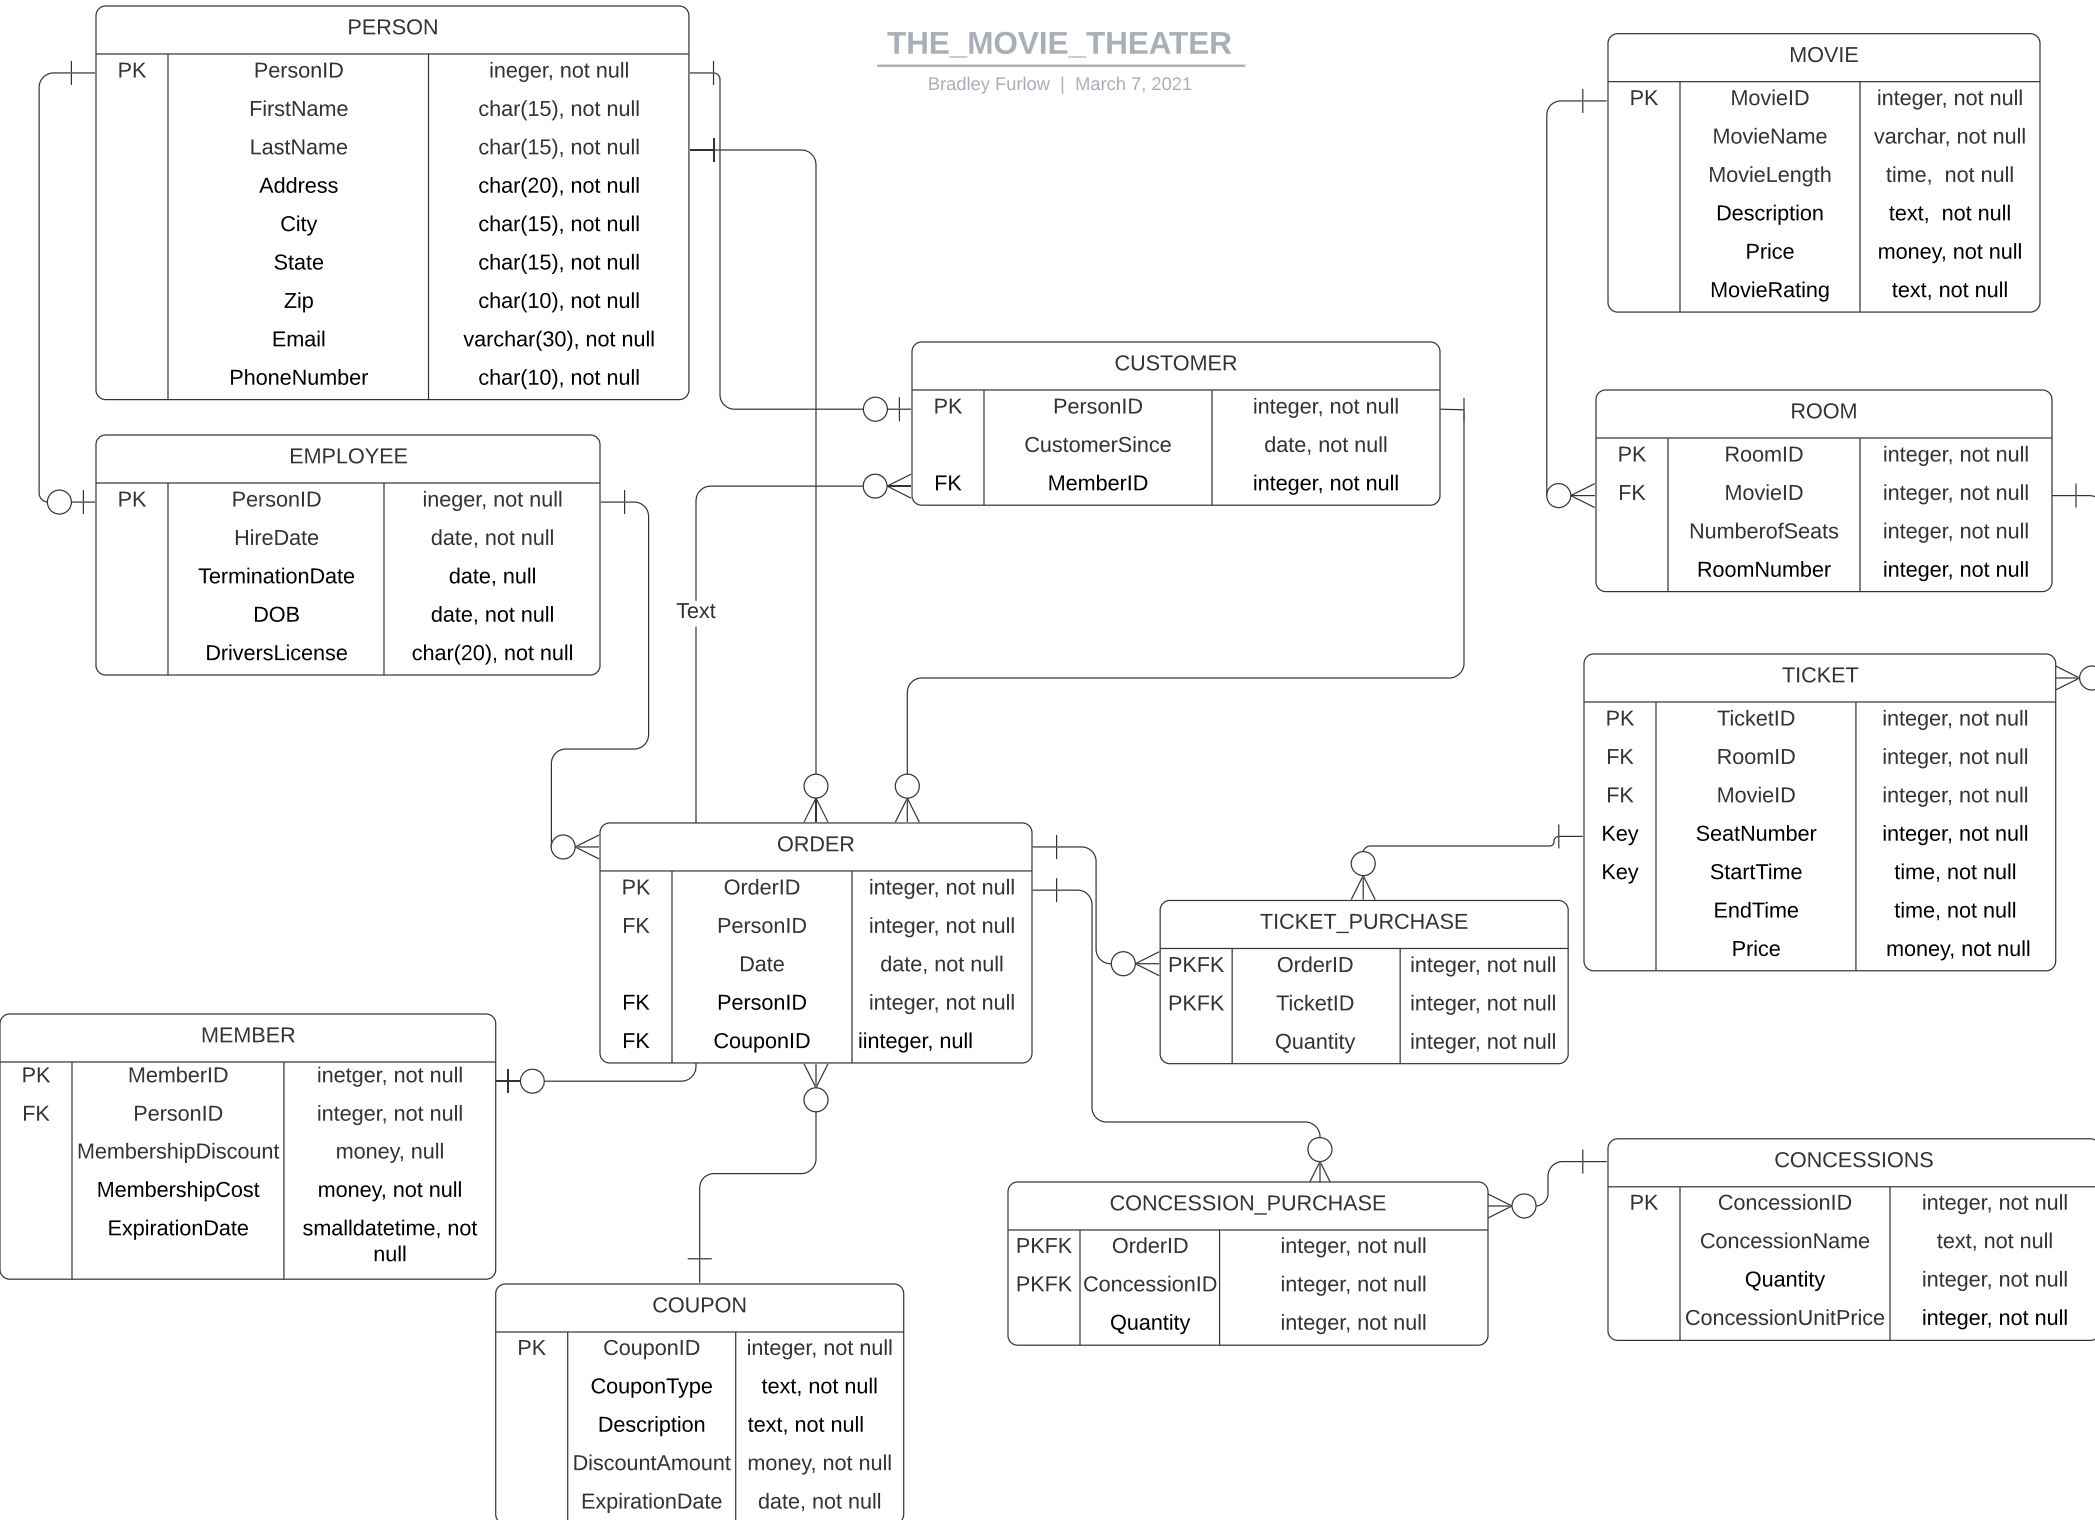 THE_MOVIE_THEATER
Bradley Furlow | March 7, 2021
PERSON
PK PersonID ineger, not null
FirstName char(15), not null
LastName char(15), not null
Address char(20), not null
City char(15), not null
State char(15), not null
Zip char(10), not null
Email varchar(30), not null
PhoneNumber char(10), not null
MOVIE
PK MovieID integer, not null
MovieName varchar, not null
MovieLength time, not null
Description text, not null
Price money, not null
MovieRating text, not null
CUSTOMER
PK PersonID integer, not null
CustomerSince date, not null
FK MemberID integer, not null
ROOM
PK RoomID integer, not null
FK MovieID integer, not null
NumberofSeats integer, not null
RoomNumber integer, not null
EMPLOYEE
PK PersonID ineger, not null
HireDate date, not null
TerminationDate date, null
DOB date, not null
DriversLicense char(20), not null
Text
TICKET
PK TicketID integer, not null
FK RoomID integer, not null
FK MovieID integer, not null
Key SeatNumber integer, not null
Key StartTime time, not null
EndTime time, not null
Price money, not null
ORDER
PK OrderID integer, not null
FK PersonID integer, not null
Date date, not null
FK PersonID integer, not null
FK CouponID iinteger, null
TICKET_PURCHASE
PKFK OrderID integer, not null
PKFK TicketID integer, not null
Quantity integer, not null
MEMBER
PK MemberID inetger, not null
FK PersonID integer, not null
MembershipDiscount money, null
MembershipCost money, not null
ExpirationDate smalldatetime, not
null
CONCESSION_PURCHASE
PKFK OrderID integer, not null
PKFK ConcessionID integer, not null
Quantity integer, not null
CONCESSIONS
PK ConcessionID integer, not null
ConcessionName text, not null
Quantity integer, not null
ConcessionUnitPrice integer, not null
COUPON
PK CouponID integer, not null
CouponType text, not null
Description text, not null
DiscountAmount money, not null
ExpirationDate date, not null